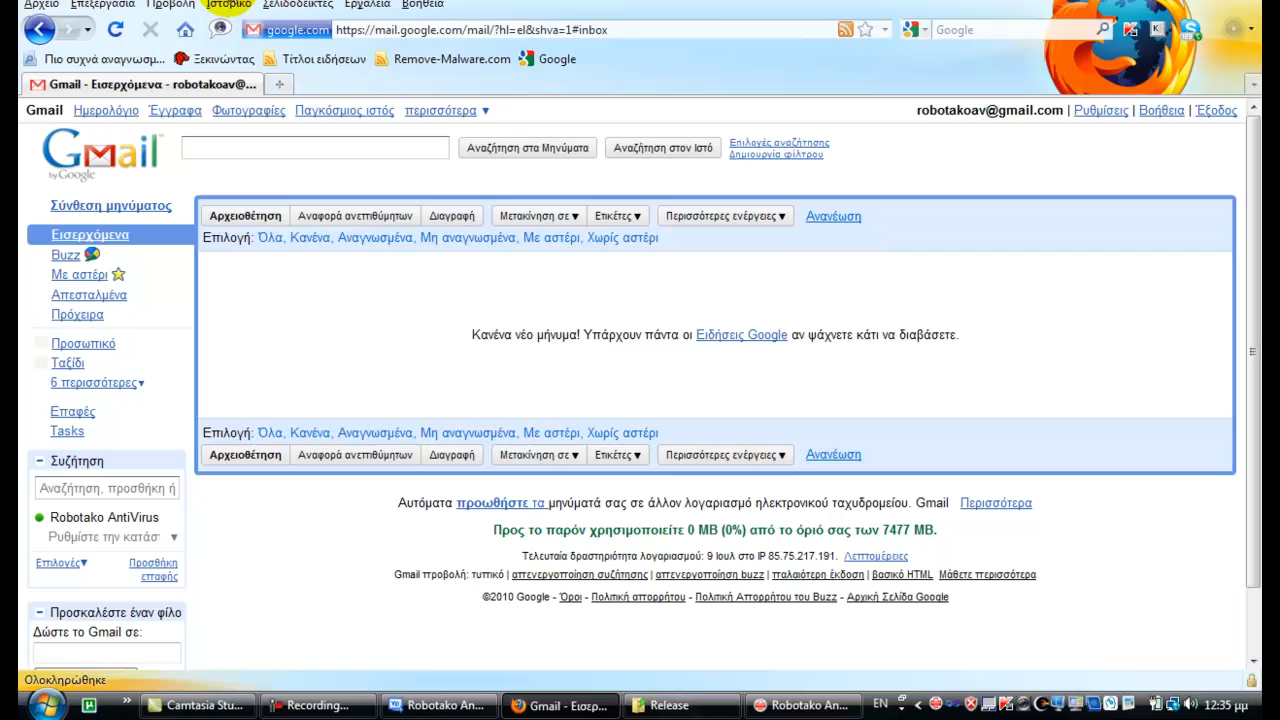 Αρχείο Επεξεργασία Προβολή Ιστορικό Σελιδοδείκτες Εργαλεία Βοήθεια
google.com https://mail.google.com/mail/?hl=el&shva=1#inbox Google
Πιο συχνά αναγνωσμ... Ξεκινώντας Τίτλοι ειδήσεων Remove-Malware.com Google
Gmail - Εισερχόμενα - robotakoav@...
Gmail Ημερολόγιο Έγγραφα Φωτογραφίες Παγκόσμιος ιστός περισσότερα ▼ robotakoav@gmail.com | Ρυθμίσεις | Βοήθεια | Έξοδος
Gmail by Google
Αναζήτηση στα Μηνύματα Αναζήτηση στον Ιστό Επιλογές αναζήτησης
Δημιουργία φίλτρου
Σύνθεση μηνύματος
Εισερχόμενα
Buzz
Με αστέρι
Απεσταλμένα
Πρόχειρα
Προσωπικό
Ταξίδι
6 περισσότερες▼
Επαφές
Tasks
Συζήτηση
Αναζήτηση, προσθήκη ή
Robotako AntiVirus
Ρυθμίστε την κατάστ
Επιλογές▼ Προσθήκη
επαφής
Προσκαλέστε έναν φίλο
Δώστε το Gmail σε:
Αρχειοθέτηση Αναφορά ανεπιθύμητων Διαγραφή Μετακίνηση σε▼ Ετικέτες▼ Περισσότερες ενέργειες▼ Ανανέωση
Επιλογή: Όλα, Κανένα, Αναγνωσμένα, Μη αναγνωσμένα, Με αστέρι, Χωρίς αστέρι
Κανένα νέο μήνυμα! Υπάρχουν πάντα οι Ειδήσεις Google αν ψάχνετε κάτι να διαβάσετε.
Επιλογή: Όλα, Κανένα, Αναγνωσμένα, Μη αναγνωσμένα, Με αστέρι, Χωρίς αστέρι
Αρχειοθέτηση Αναφορά ανεπιθύμητων Διαγραφή Μετακίνηση σε▼ Ετικέτες▼ Περισσότερες ενέργειες▼ Ανανέωση
Αυτόματα προωθήστε τα μηνύματά σας σε άλλον λογαριασμό ηλεκτρονικού ταχυδρομείου. Gmail Περισσότερα
Προς το παρόν χρησιμοποιείτε 0 MB (0%) από το όριό σας των 7477 MB.
Τελευταία δραστηριότητα λογαριασμού: 9 Ιουλ στο IP 85.75.217.191. Λεπτομέρειες
Gmail προβολή: τυπικό | απενεργοποίηση συζήτησης | απενεργοποίηση buzz | παλαιότερη έκδοση | βασικό HTML Μάθετε περισσότερα
©2010 Google - Όροι - Πολιτική απορρήτου - Πολιτική Απορρήτου του Buzz - Αρχική Σελίδα Google
Ολοκληρώθηκε
Camtasia Stu... Recording... Robotako An... Gmail - Εισερ... Release Robotako An... EN 12:35 μμ